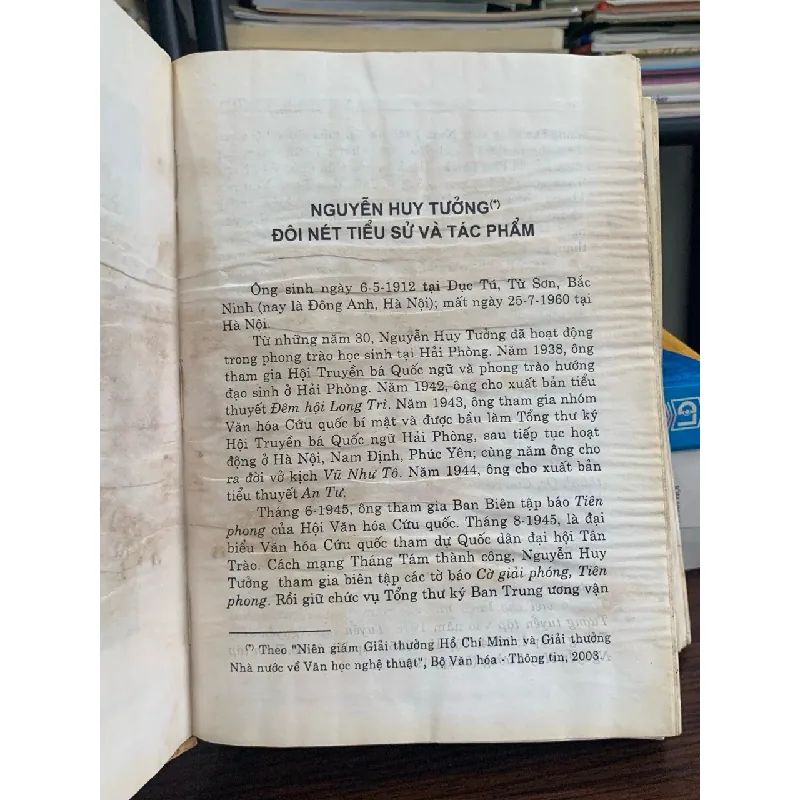 NGUYỄN HUY TƯỞNG(*)
ĐÔI NÉT TIỂU SỬ VÀ TÁC PHẨM
Ông sinh ngày 6-5-1912 tại Dục Tú, Từ Sơn, Bắc
Ninh (nay là Đông Anh, Hà Nội); mất ngày 25-7-1960 tại
Hà Nội.
Từ những năm 30, Nguyễn Huy Tưởng đã hoạt động
trong phong trào học sinh tại Hải Phòng. Năm 1938, ông
tham gia Hội Truyền bá Quốc ngữ và phong trào hướng
đạo sinh ở Hải Phòng. Năm 1942, ông cho xuất bản tiểu
thuyết Đêm hội Long Trì. Năm 1943, ông tham gia nhóm
Văn hóa Cứu quốc bí mật và được bầu làm Tổng thư ký
Hội Truyền bá Quốc ngữ Hải Phòng, sau tiếp tục hoạt
động ở Hà Nội, Nam Định, Phúc Yên; cùng năm ông cho
ra đời vở kịch Vũ Như Tô. Năm 1944, ông cho xuất bản
tiểu thuyết An Tư.
Tháng 6-1945, ông tham gia Ban Biên tập báo Tiên
phong của Hội Văn hóa Cứu quốc. Tháng 8-1945, là đại
biểu Văn hóa Cứu quốc tham dự Quốc dân đại hội Tân
Trào. Cách mạng Tháng Tám thành công, Nguyễn Huy
Tưởng tham gia biên tập các tờ báo Cờ giải phóng, Tiên
phong. Rồi giữ chức vụ Tổng thư ký Ban Trung ương vận
(*) Theo "Niên giám Giải thưởng Hồ Chí Minh và Giải thưởng
Nhà nước về Văn học nghệ thuật", Bộ Văn hóa - Thông tin, 2003.